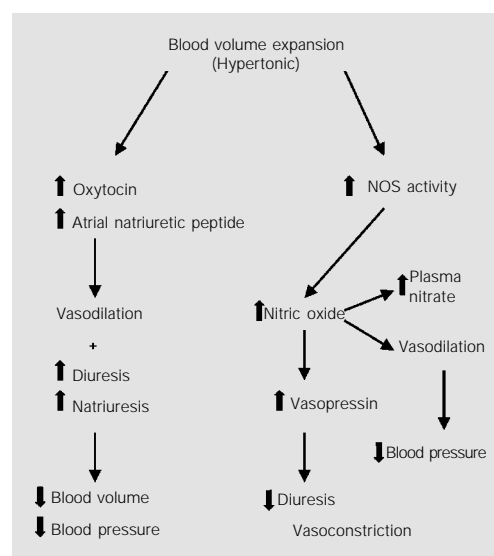 Blood volume expansion
(Hypertonic)
Oxytocin
Atrial natriuretic peptide
Vasodilation
+
Diuresis
Natriuresis
Blood volume
Blood pressure
NOS activity
Nitric oxide
Plasma
nitrate
Vasodilation
Vasopressin
Blood pressure
Diuresis
Vasoconstriction